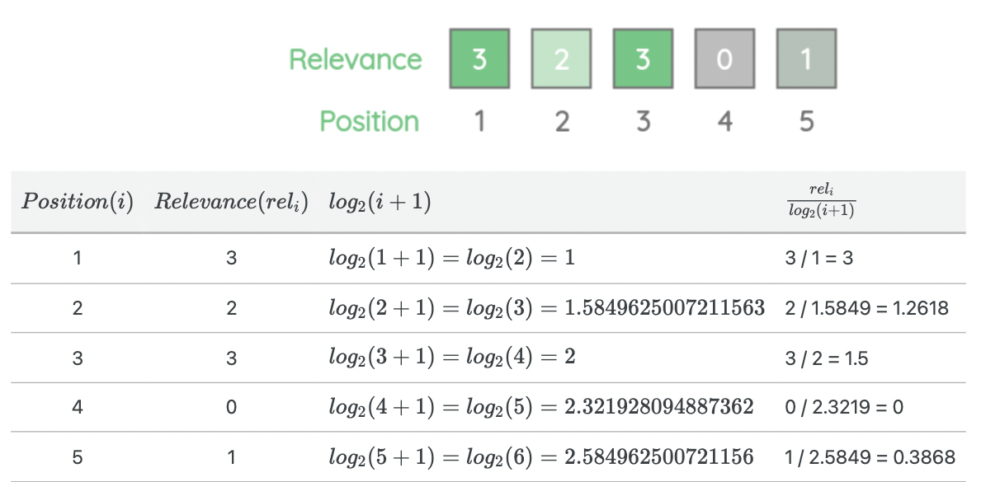 Relevance 3 2 3 0 1
Position 1 2 3 4 5
Position(i) Relevance(rel_i) log_2(i + 1) rel_i / log_2(i+1)
1 3 log_2(1 + 1) = log_2(2) = 1 3 / 1 = 3
2 2 log_2(2 + 1) = log_2(3) = 1.5849625007211563 2 / 1.5849 = 1.2618
3 3 log_2(3 + 1) = log_2(4) = 2 3 / 2 = 1.5
4 0 log_2(4 + 1) = log_2(5) = 2.321928094887362 0 / 2.3219 = 0
5 1 log_2(5 + 1) = log_2(6) = 2.584962500721156 1 / 2.5849 = 0.3868